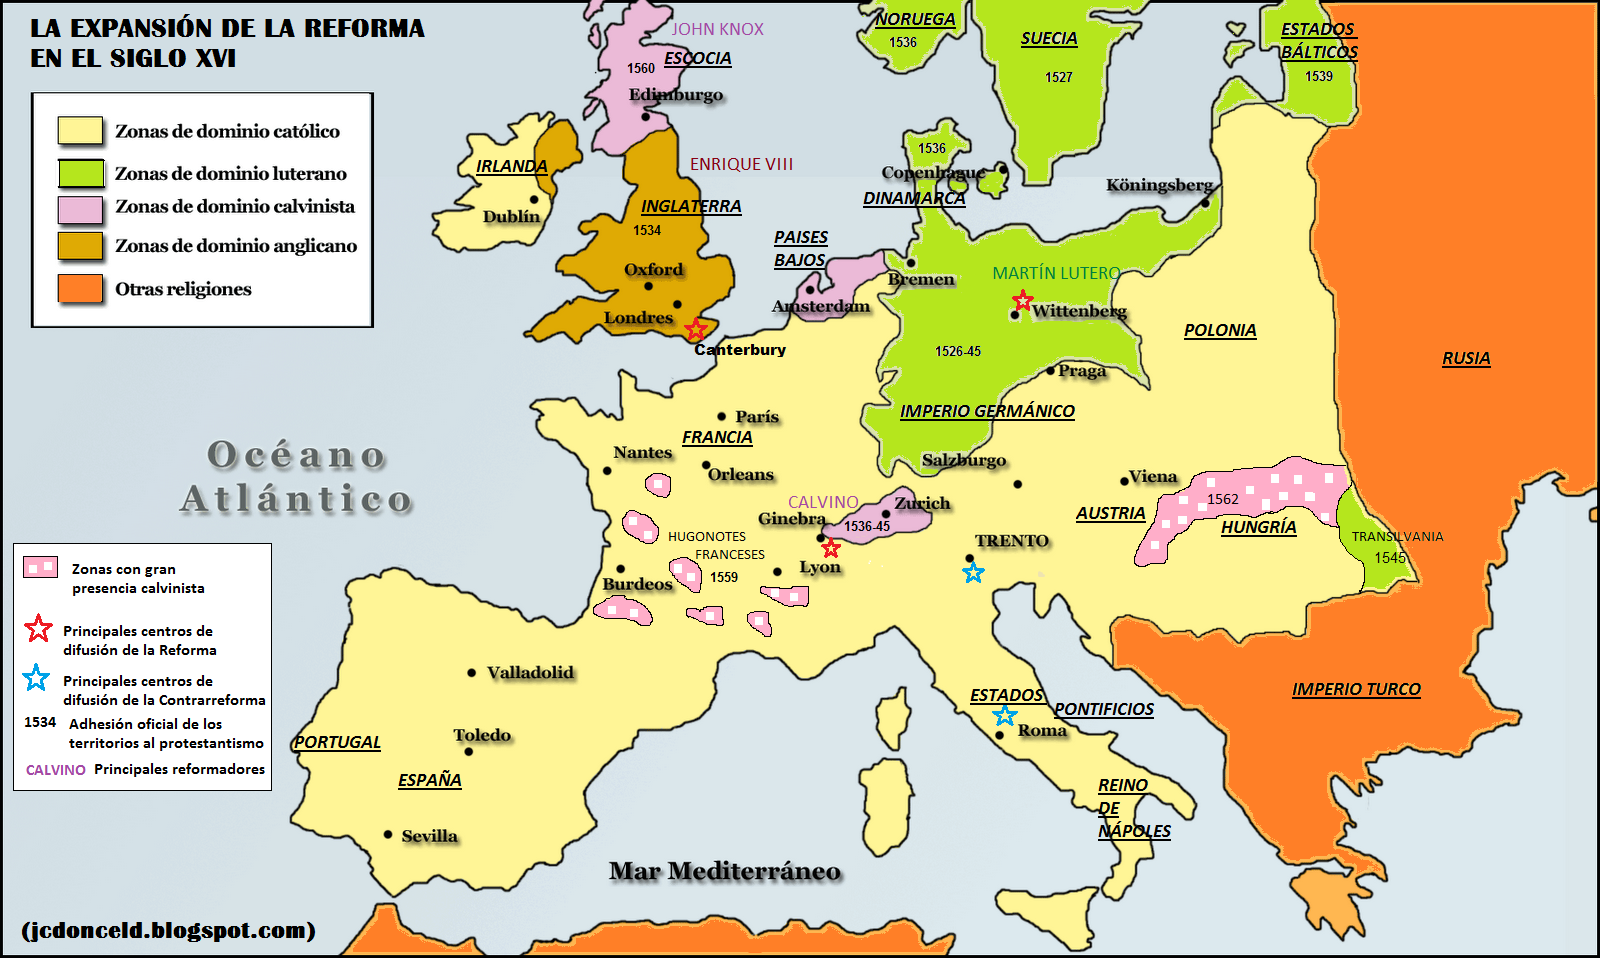 LA EXPANSIÓN DE LA REFORMA
EN EL SIGLO XVI
Zonas de dominio católico
Zonas de dominio luterano
Zonas de dominio calvinista
Zonas de dominio anglicano
Otras religiones
JOHN KNOX
ESCOCIA
1560
Edimburgo
NORUEGA
1536
SUECIA
1527
ESTADOS
BÁLTICOS
1539
IRLANDA
Dublín
ENRIQUE VIII
INGLATERRA
1534
Oxford
Londres
Canterbury
1536
Copenhague
DINAMARCA
Köningsberg
PAISES
BAJOS
Amsterdam
Bremen
MARTÍN LUTERO
Wittenberg
1526-45
Praga
IMPERIO GERMÁNICO
POLONIA
RUSIA
Océano
Atlántico
París
FRANCIA
Nantes
Orleans
Salzburgo
Viena
CALVINO
Zurich
Ginebra
1536-45
AUSTRIA
1562
HUNGRÍA
TRANSILVANIA
1545
HUGONOTES
FRANCESES
1559
Lyon
Burdeos
TRENTO
Zonas con gran
presencia calvinista
Principales centros de
difusión de la Reforma
Principales centros de
difusión de la Contrarreforma
1534 Adhesión oficial de los
territorios al protestantismo
CALVINO Principales reformadores
Valladolid
PORTUGAL
Toledo
ESPAÑA
Sevilla
ESTADOS
PONTIFICIOS
Roma
IMPERIO TURCO
REINO
DE
NÁPOLES
Mar Mediterráneo
(jcdonceld.blogspot.com)